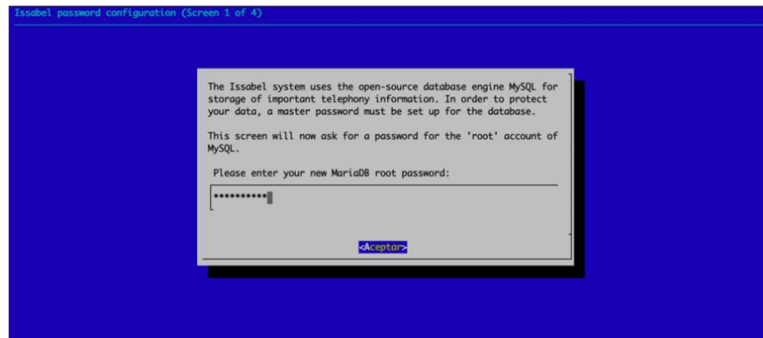 Issabel password configuration (Screen 1 of 4)
The Issabel system uses the open-source database engine MySQL for
storage of important telephony information. In order to protect
your data, a master password must be set up for the database.
This screen will now ask for a password for the 'root' account of
MySQL.
Please enter your new MariaDB root password:
**********
<Aceptar>